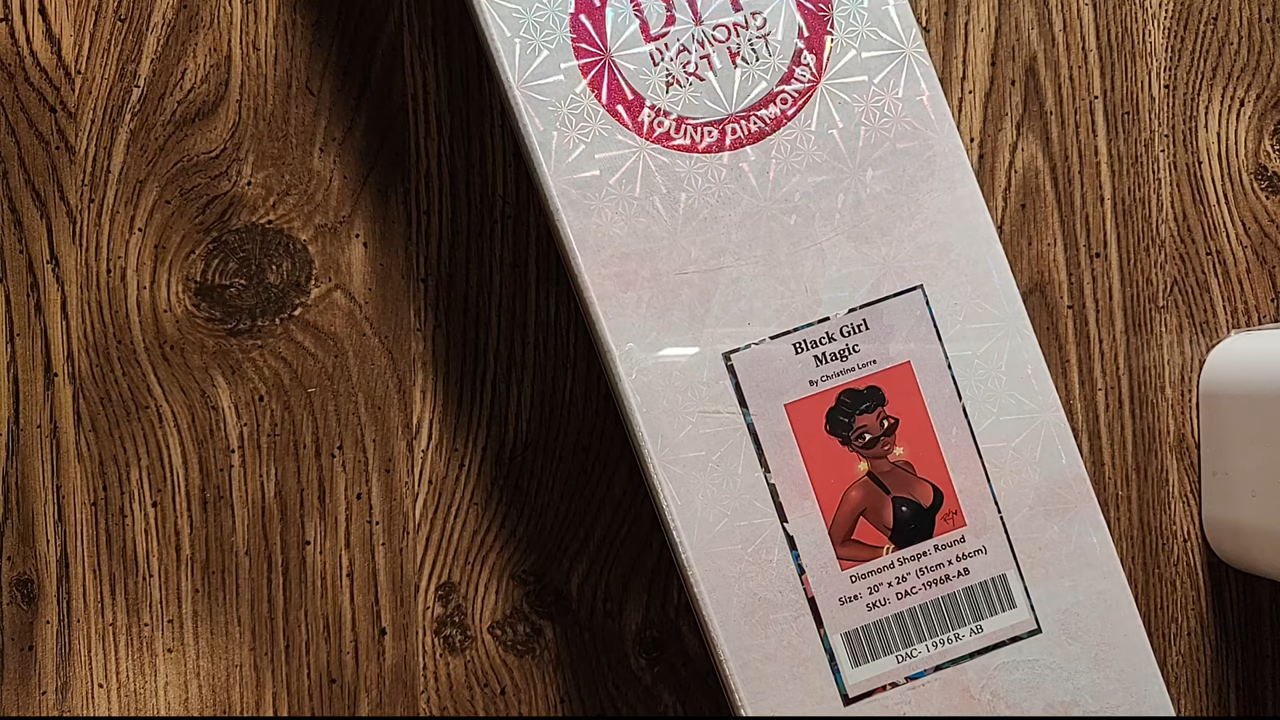 DIAMOND
ART KIT
ROUND DIAMONDS
Black Girl
Magic
By Christina Lorre
Diamond Shape: Round
Size: 20" x 26" (51cm x 66cm)
SKU: DAC-1996R-AB
DAC- 1996R- AB